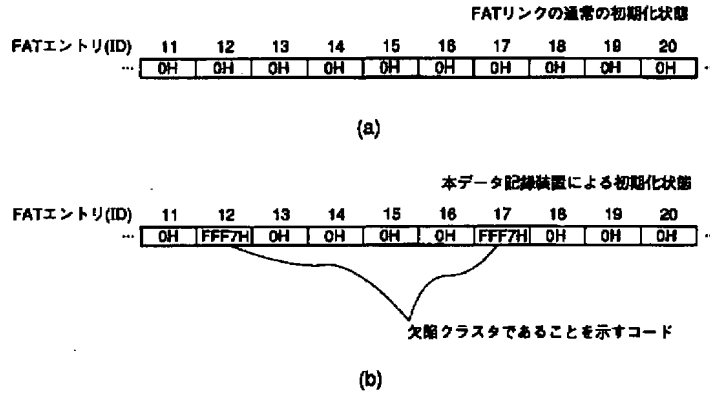 FATリンクの通常の初期化状態
FATエントリ(ID) 11 12 13 14 15 16 17 18 19 20
… 0H 0H 0H 0H 0H 0H 0H 0H 0H 0H …
(a)
本データ記録装置による初期化状態
FATエントリ(ID) 11 12 13 14 15 16 17 18 19 20
… 0H FFF7H 0H 0H 0H 0H FFF7H 0H 0H 0H …
欠陥クラスタであることを示すコード
(b)